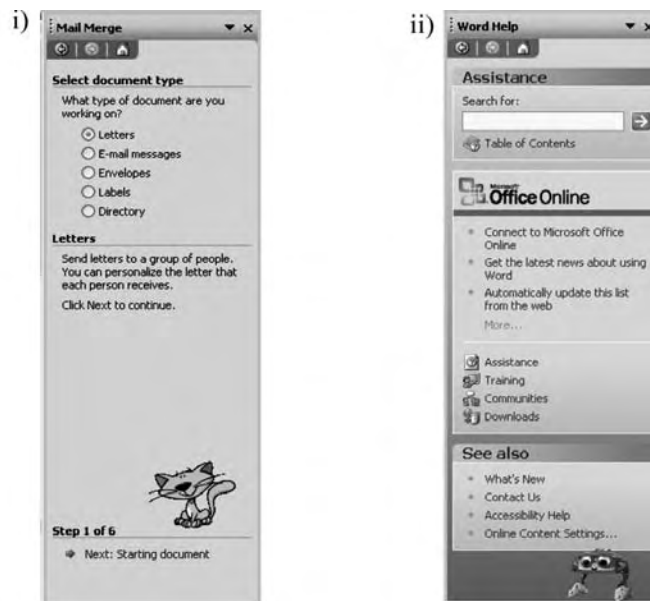 i)
Mail Merge
Select document type
What type of document are you
working on?
Letters
E-mail messages
Envelopes
Labels
Directory
Letters
Send letters to a group of people.
You can personalize the letter that
each person receives.
Click Next to continue.
Step 1 of 6
Next: Starting document
ii)
Word Help
Assistance
Search for:
Table of Contents
Microsoft
Office Online
Connect to Microsoft Office
Online
Get the latest news about using
Word
Automatically update this list
from the web
More...
Assistance
Training
Communities
Downloads
See also
What's New
Contact Us
Accessibility Help
Online Content Settings...